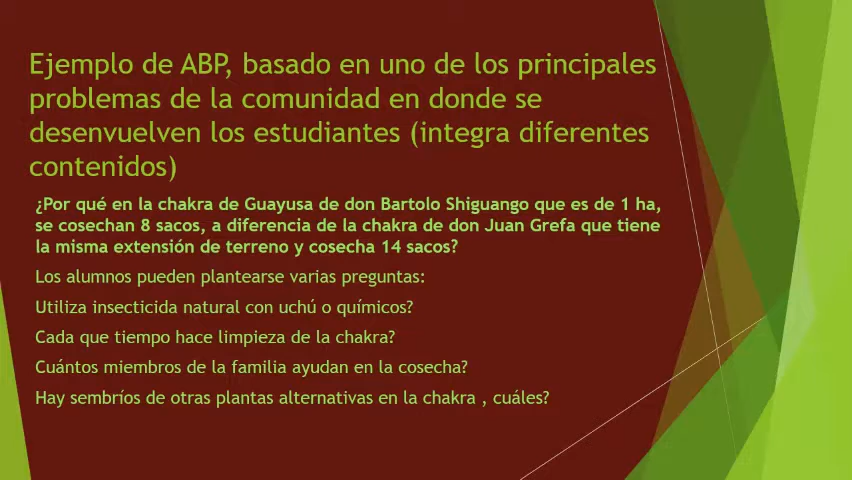 Ejemplo de ABP, basado en uno de los principales
problemas de la comunidad en donde se
desenvuelven los estudiantes (integra diferentes
contenidos)
¿Por qué en la chakra de Guayusa de don Bartolo Shiguango que es de 1 ha,
se cosechan 8 sacos, a diferencia de la chakra de don Juan Grefa que tiene
la misma extensión de terreno y cosecha 14 sacos?
Los alumnos pueden plantearse varias preguntas:
Utiliza insecticida natural con uchú o químicos?
Cada que tiempo hace limpieza de la chakra?
Cuántos miembros de la familia ayudan en la cosecha?
Hay sembríos de otras plantas alternativas en la chakra , cuáles?